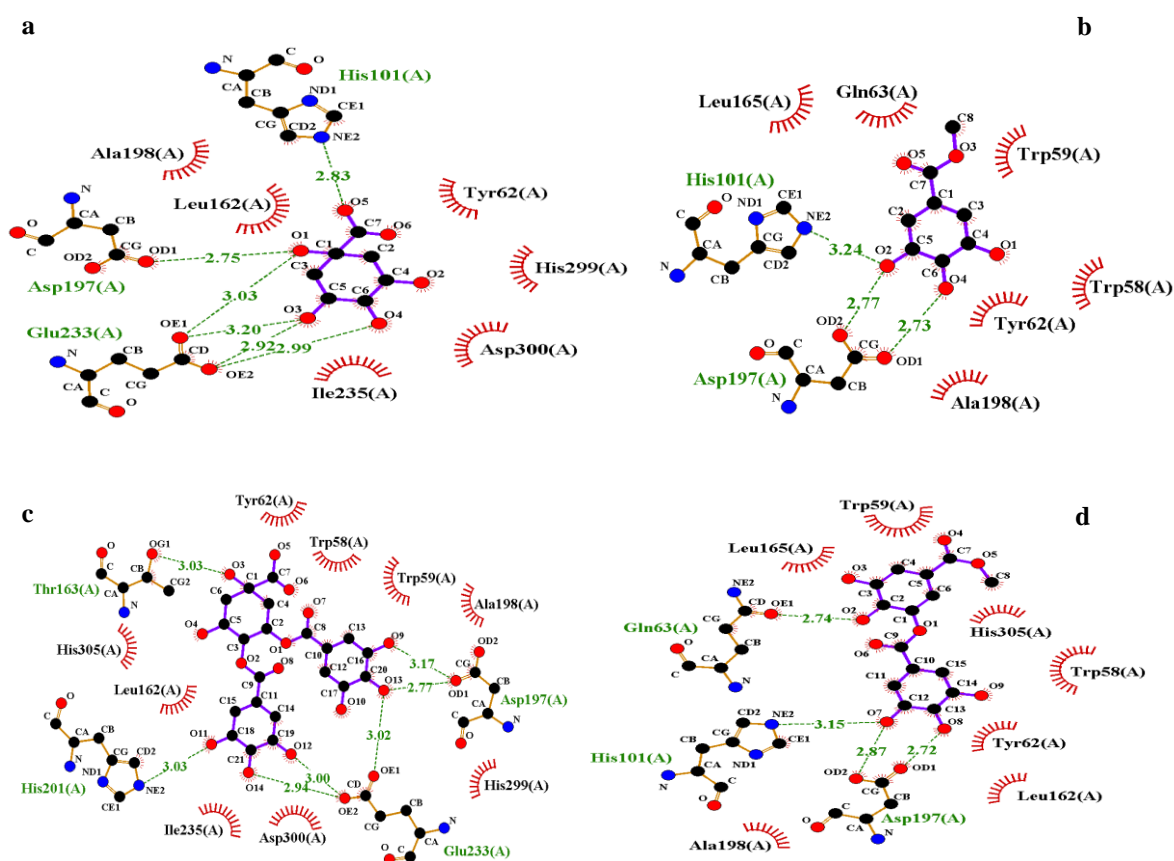 a
b
C
N
O
His101(A)
CA
CB
ND1
CE1
CG
CD2
NE2
Ala198(A)
2.83
Tyr62(A)
N
Leu162(A)
O5
C7
O6
CA
CB
O
C
CG
OD1
OD2
2.75
O1
C1
C2
C3
C4
O2
His299(A)
Asp197(A)
3.03
C5
C6
O3
O4
Glu233(A)
OE1
3.20
2.92
2.99
N
CB
CD
OE2
CA
CG
C
O
Asp300(A)
Ile235(A)
Gln63(A)
Leu165(A)
C8
O5
O3
Trp59(A)
C7
His101(A)
CE1
C1
O
ND1
NE2
C2
C3
C
CG
3.24
C5
C4
O1
CA
CD2
O2
C6
N
CB
O4
Trp58(A)
2.77
2.73
Tyr62(A)
OD2
O
C
CG
OD1
CA
CB
Asp197(A)
N
Ala198(A)
c
Tyr62(A)
O
OG1
Trp58(A)
3.03
O5
C
CB
O3
C7
CG2
C1
O6
Trp59(A)
Thr163(A)
CA
C6
C4
N
O7
Ala198(A)
O4
C5
C2
C8
C13
O9
OD2
His305(A)
C3
O1
C10
C16
3.17
CG
O2
O8
C12
C20
CB
C9
C17
O13
2.77
OD1
Asp197(A)
Leu162(A)
C11
O10
CA
N
O
C15
C14
C
O
C
CB
O11
C18
C19
3.02
CA
CG
CD2
O12
N
ND1
C21
3.00
OE1
His299(A)
His201(A)
NE2
3.03
O14
2.94
CD
CE1
OE2
CB
CG
N
Ile235(A)
Asp300(A)
CA
C
O
Glu233(A)
d
Trp59(A)
O4
Leu165(A)
C7
O5
O3
C4
NE2
C3
C5
C8
CD
OE1
C2
C6
2.74
O2
C1
O1
His305(A)
Gln63(A)
CG
O
CB
C9
O6
C
CA
C10
C15
Trp58(A)
N
C11
C14
O9
CD2
NE2
C12
C13
CB
CG
3.15
O7
O8
CE1
His101(A)
ND1
2.87
2.72
Tyr62(A)
N
CA
C
OD2
OD1
O
CG
Leu162(A)
C
CB
O
CA
Asp197(A)
N
Ala198(A)